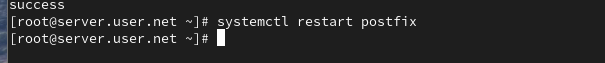 success
[root@server.user.net ~]# systemctl restart postfix
[root@server.user.net ~]#